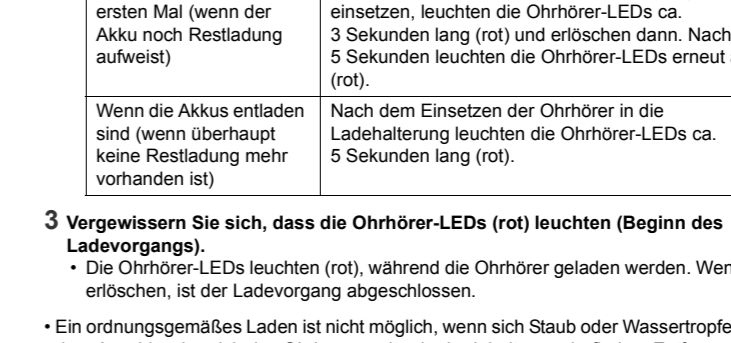 ersten Mal (wenn der
Akku noch Restladung
aufweist)
einsetzen, leuchten die Ohrhörer-LEDs ca.
3 Sekunden lang (rot) und erlöschen dann. Nach
5 Sekunden leuchten die Ohrhörer-LEDs erneut
(rot).
Wenn die Akkus entladen
sind (wenn überhaupt
keine Restladung mehr
vorhanden ist)
Nach dem Einsetzen der Ohrhörer in die
Ladehalterung leuchten die Ohrhörer-LEDs ca.
5 Sekunden lang (rot).
3 Vergewissern Sie sich, dass die Ohrhörer-LEDs (rot) leuchten (Beginn des
Ladevorgangs).
• Die Ohrhörer-LEDs leuchten (rot), während die Ohrhörer geladen werden.
erlöschen, ist der Ladevorgang abgeschlossen.
• Ein ordnungsgemäßes Laden ist nicht möglich, wenn sich Staub oder